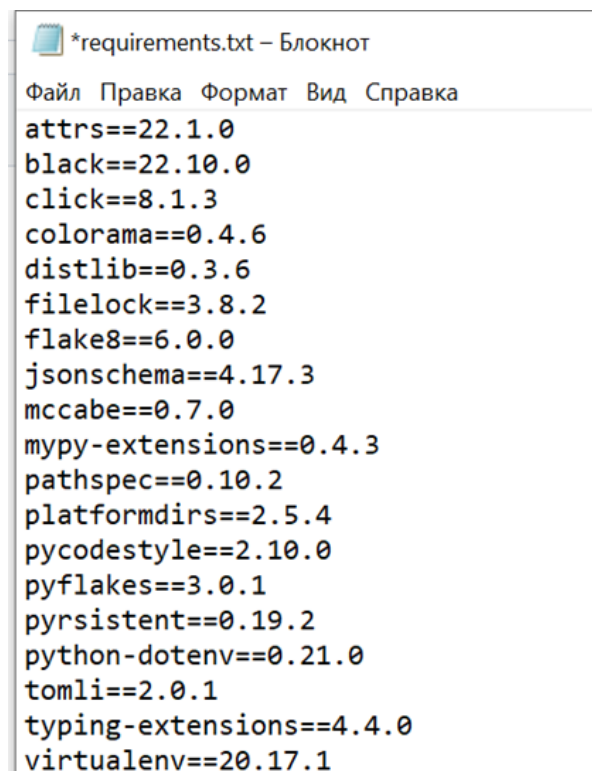 *requirements.txt – Блокнот
Файл Правка Формат Вид Справка
attrs==22.1.0
black==22.10.0
click==8.1.3
colorama==0.4.6
distlib==0.3.6
filelock==3.8.2
flake8==6.0.0
jsonschema==4.17.3
mccabe==0.7.0
mypy-extensions==0.4.3
pathspec==0.10.2
platformdirs==2.5.4
pycodestyle==2.10.0
pyflakes==3.0.1
pyrsistent==0.19.2
python-dotenv==0.21.0
tomli==2.0.1
typing-extensions==4.4.0
virtualenv==20.17.1